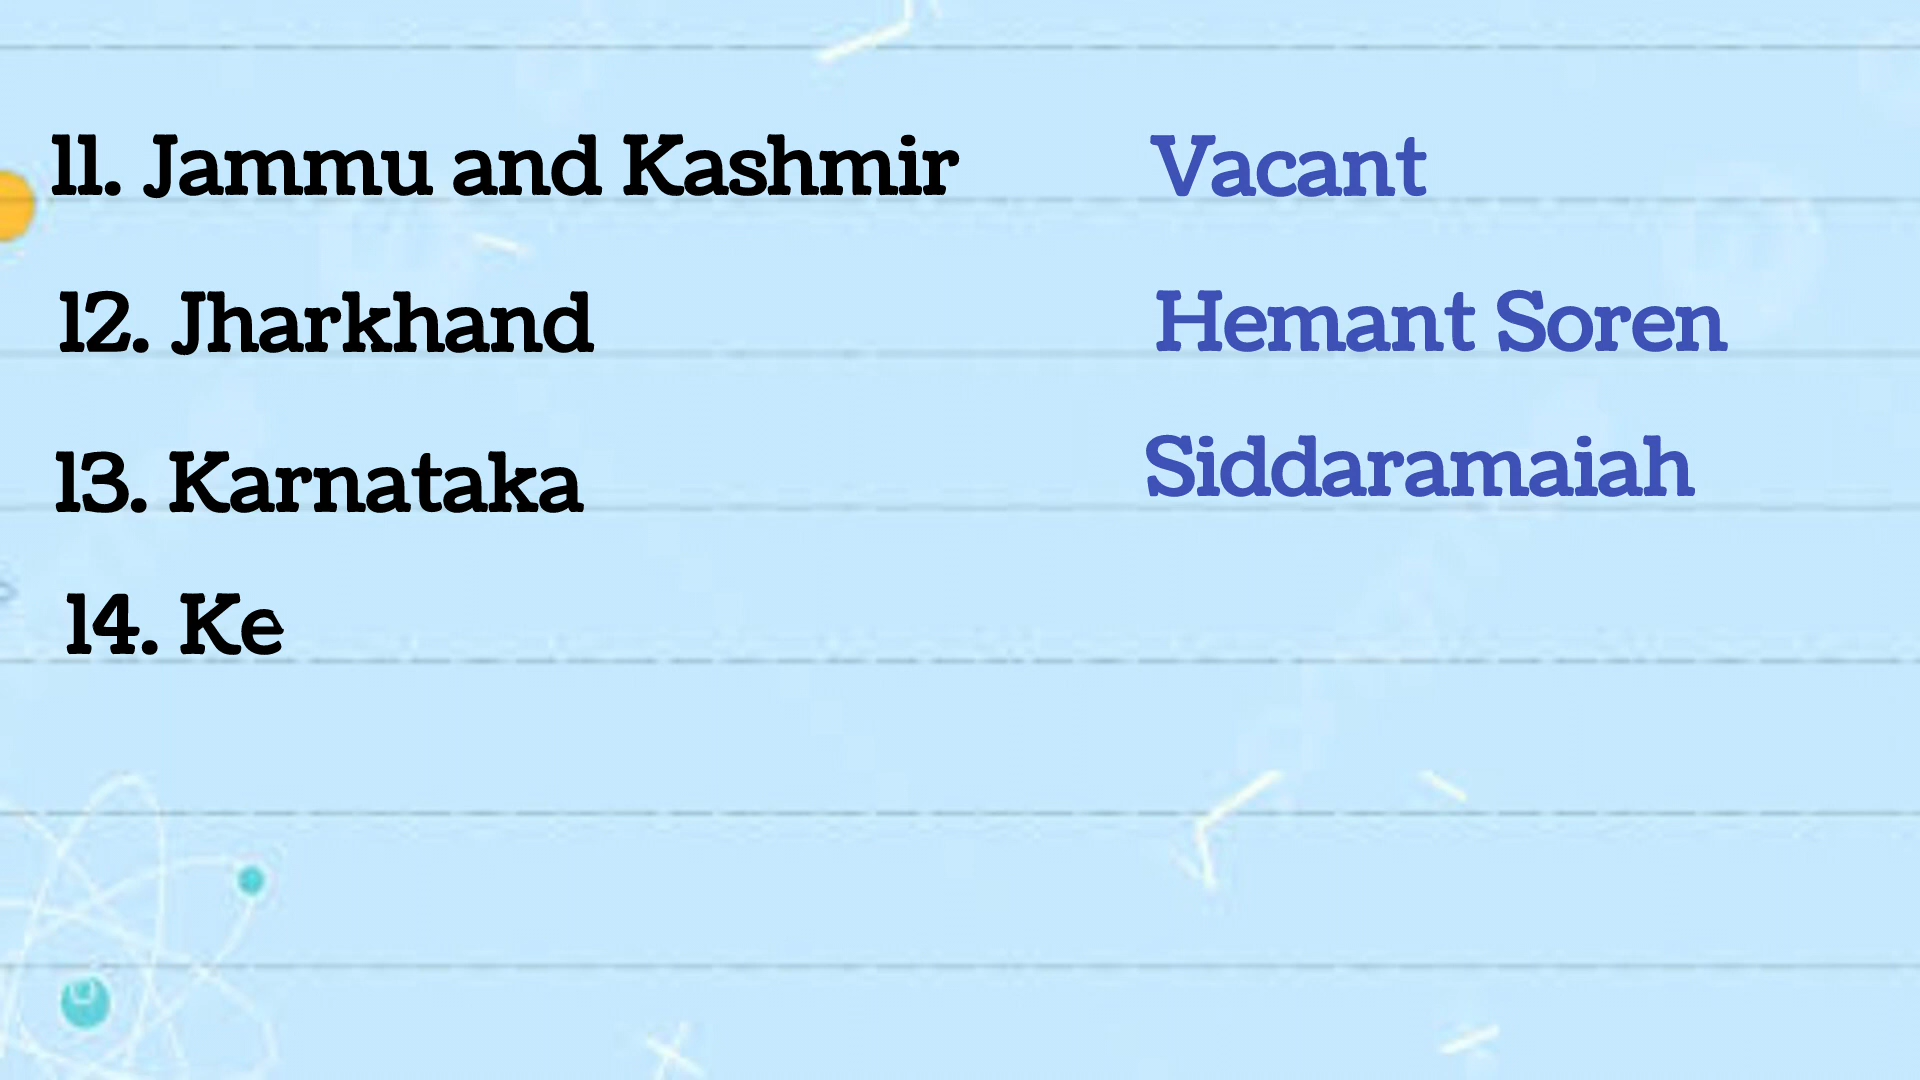 11. Jammu and Kashmir Vacant
12. Jharkhand Hemant Soren
13. Karnataka Siddaramaiah
14. Ke